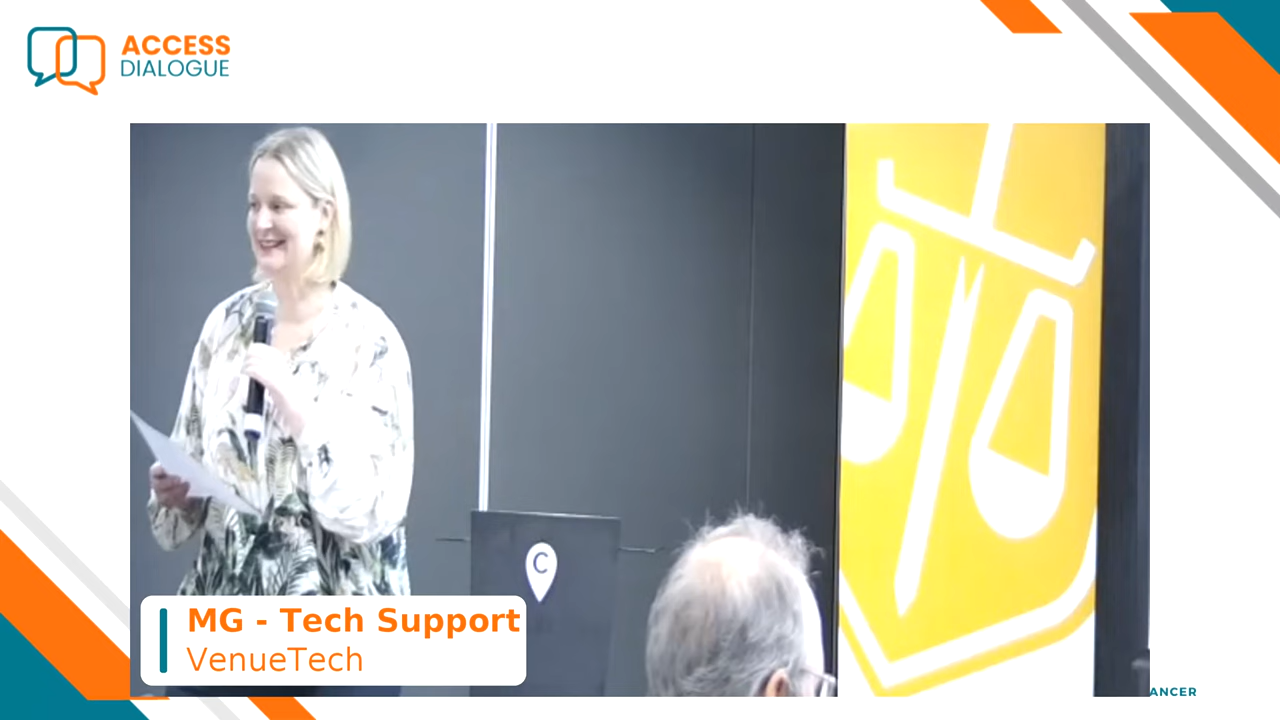 ACCESS
DIALOGUE
C
MG - Tech Support
VenueTech
ANCER